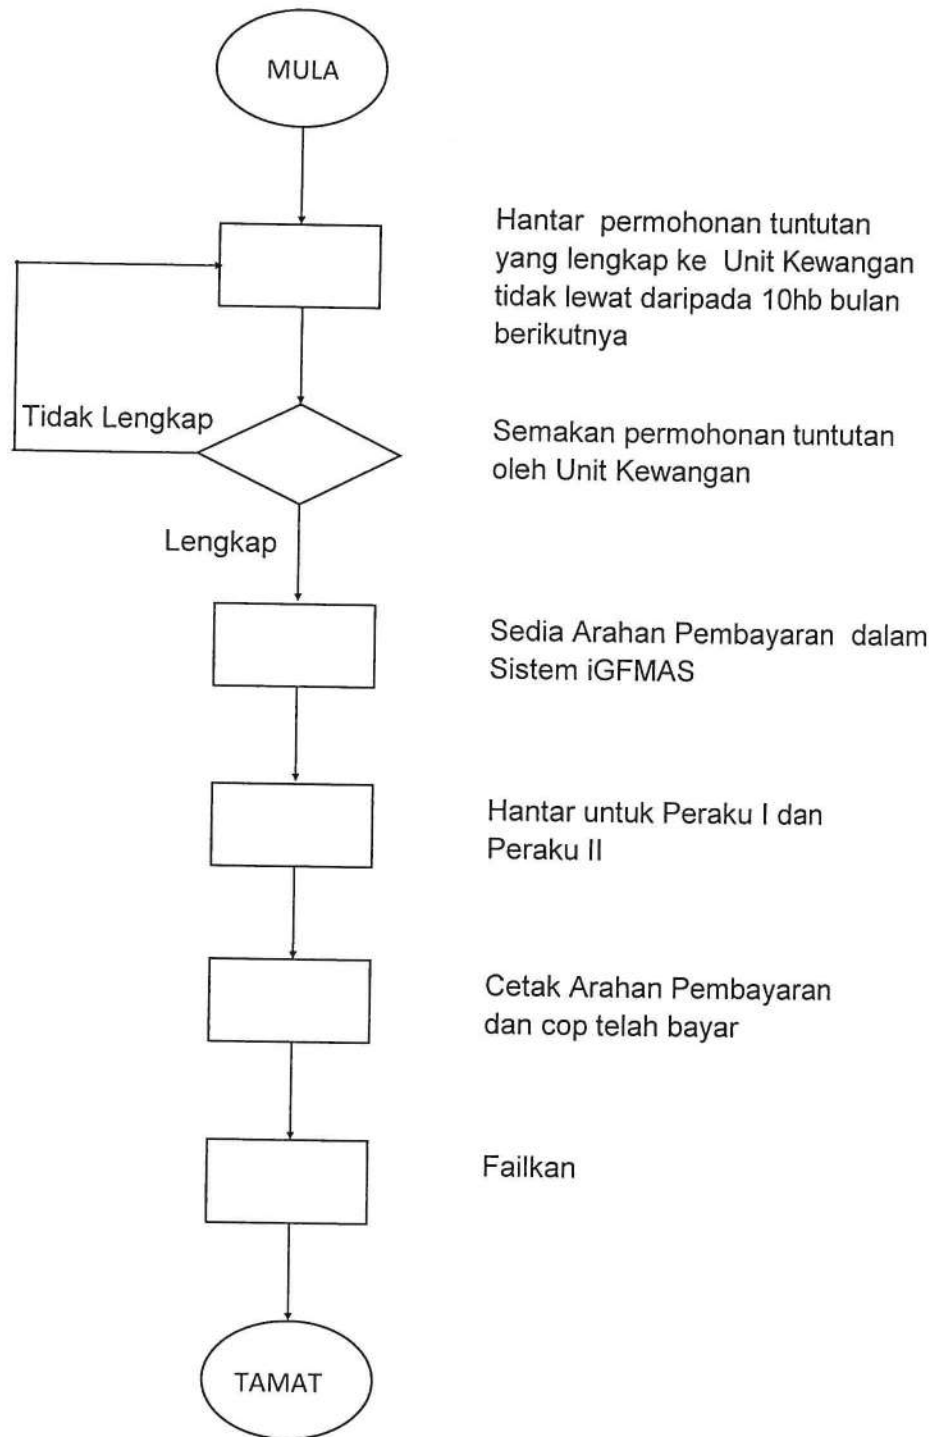 MULA
Hantar permohonan tuntutan
yang lengkap ke Unit Kewangan
tidak lewat daripada 10hb bulan
berikutnya
Tidak Lengkap
Semakan permohonan tuntutan
oleh Unit Kewangan
Lengkap
Sedia Arahan Pembayaran dalam
Sistem iGFMAS
Hantar untuk Peraku I dan
Peraku II
Cetak Arahan Pembayaran
dan cop telah bayar
Failkan
TAMAT